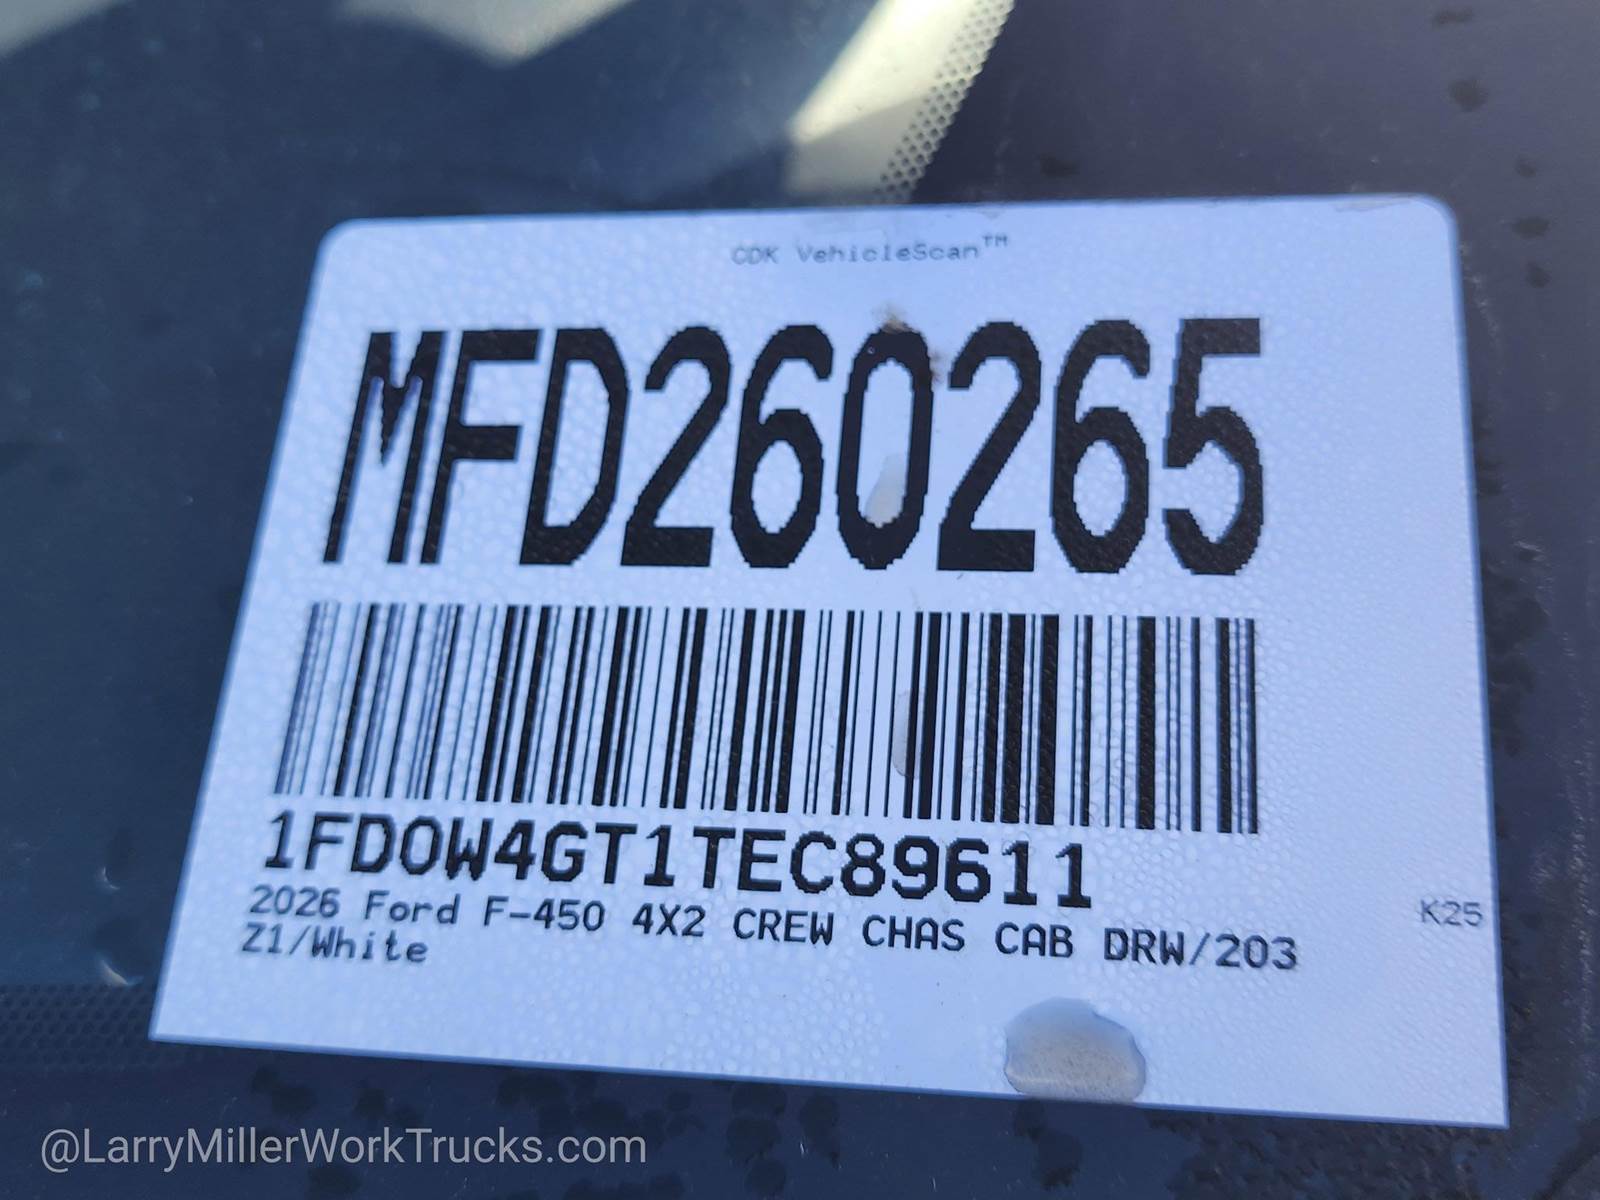 CDK VehicleScan™
MFD260265
1FD0W4GT1TEC89611
2026 Ford F-450 4X2 CREW CHAS CAB DRW/203
K25
Z1/White
@LarryMillerWorkTrucks.com